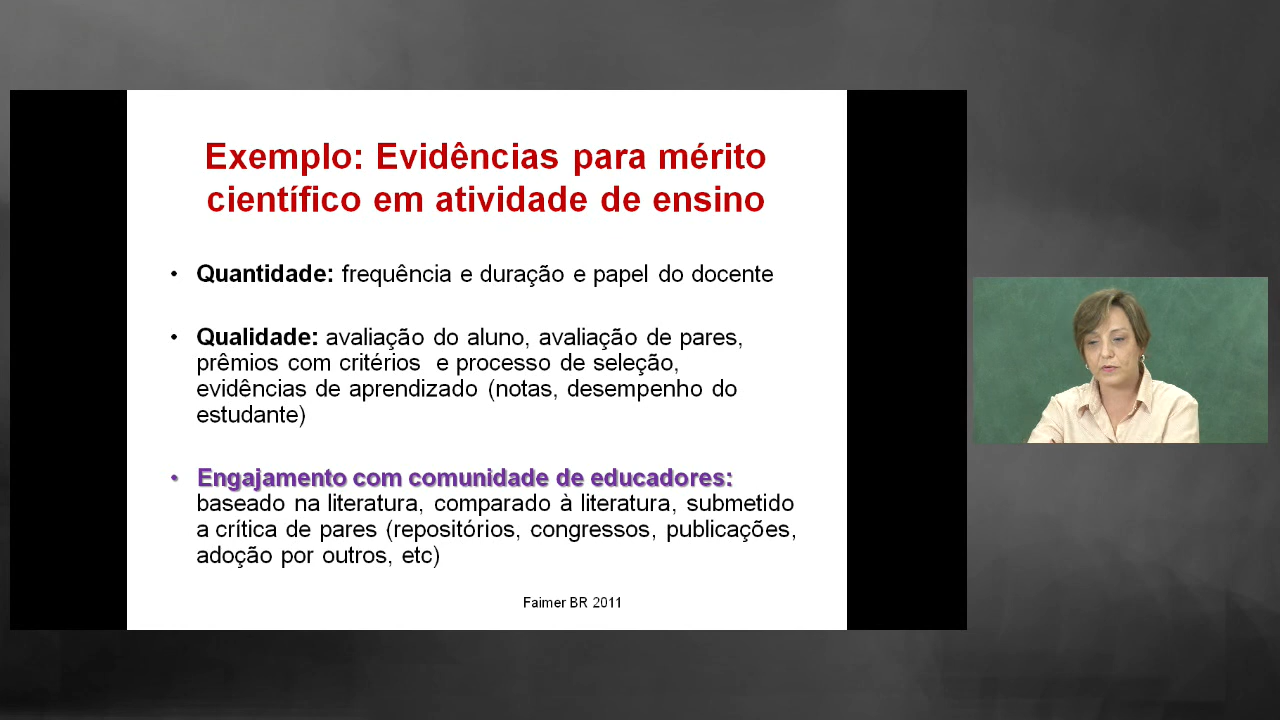 Exemplo: Evidências para mérito
científico em atividade de ensino
• Quantidade: frequência e duração e papel do docente
• Qualidade: avaliação do aluno, avaliação de pares,
prêmios com critérios e processo de seleção,
evidências de aprendizado (notas, desempenho do
estudante)
• Engajamento com comunidade de educadores:
baseado na literatura, comparado à literatura, submetido
a crítica de pares (repositórios, congressos, publicações,
adoção por outros, etc)
Faimer BR 2011